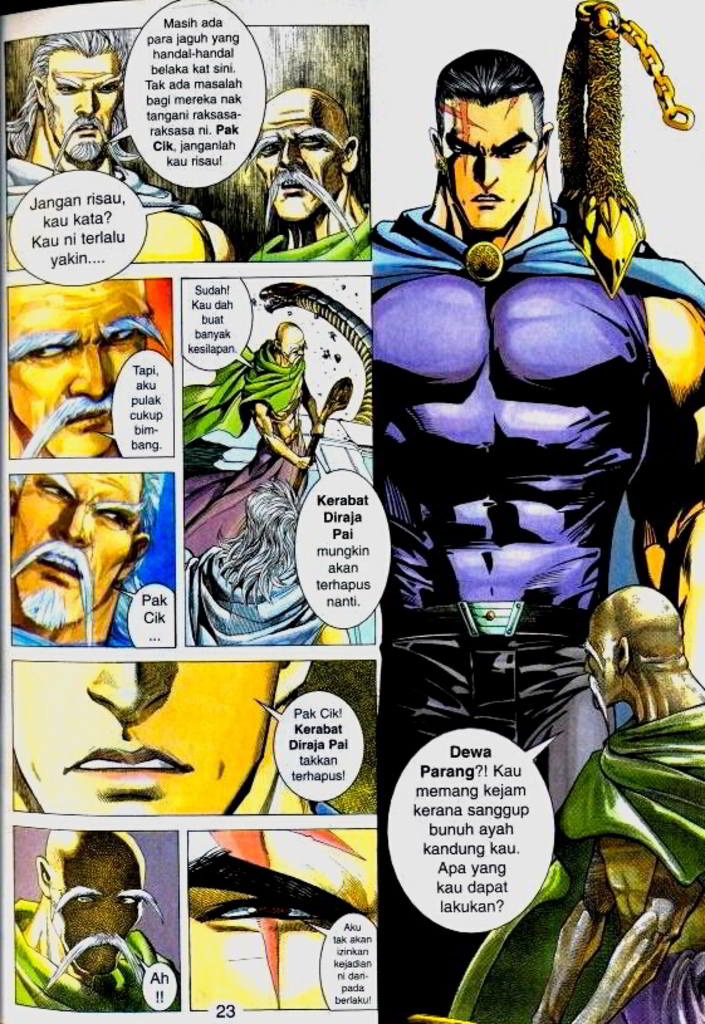 Masih ada
para jaguh yang
handal-handal
belaka kat sini.
Tak ada masalah
bagi mereka nak
tangani raksasa-
raksasa ni. Pak
Cik, janganlah
kau risau!
Jangan risau,
kau kata?
Kau ni terlalu
yakin....
Tapi,
aku
pulak
cukup
bim-
bang.
Sudah!
Kau dah
buat
banyak
kesilapan.
Kerabat
Diraja
Pai
mungkin
akan
terhapus
nanti.
Pak
Cik
...
Pak Cik!
Kerabat
Diraja Pai
takkan
terhapus!
Ah
!!
Aku
tak akan
izinkan
kejadian
ni dari-
pada
berlaku!
Dewa
Parang?! Kau
memang kejam
kerana sanggup
bunuh ayah
kandung kau.
Apa yang
kau dapat
lakukan?
23